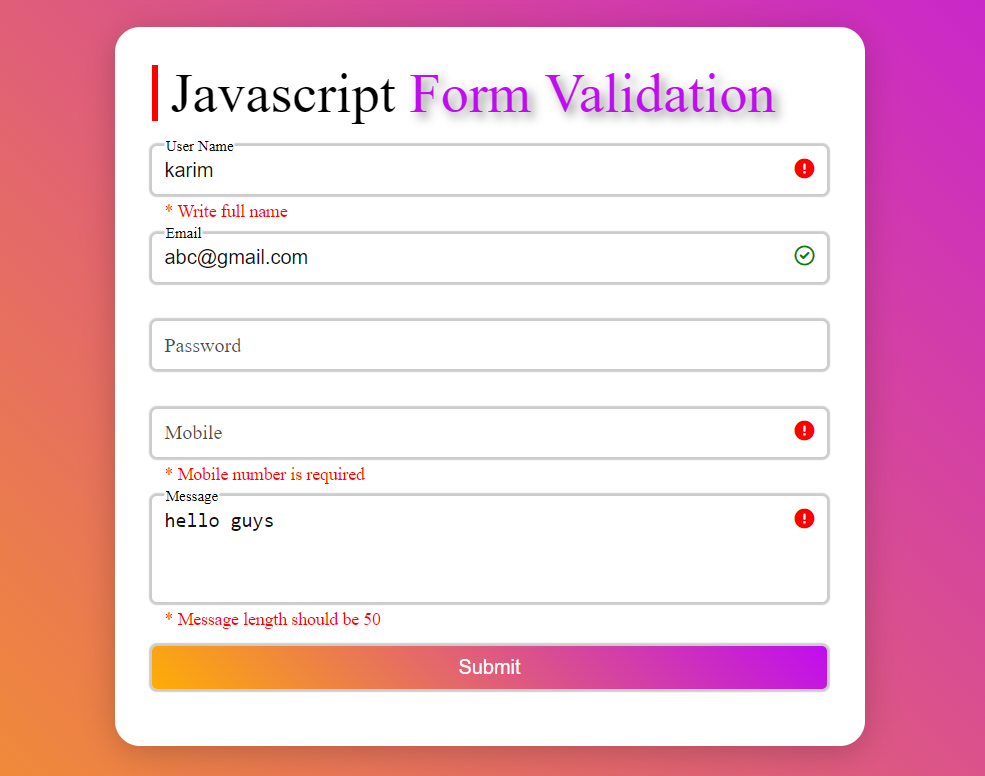 Javascript Form Validation
User Name
karim
* Write full name
Email
abc@gmail.com
Password
Mobile
* Mobile number is required
Message
hello guys
* Message length should be 50
Submit